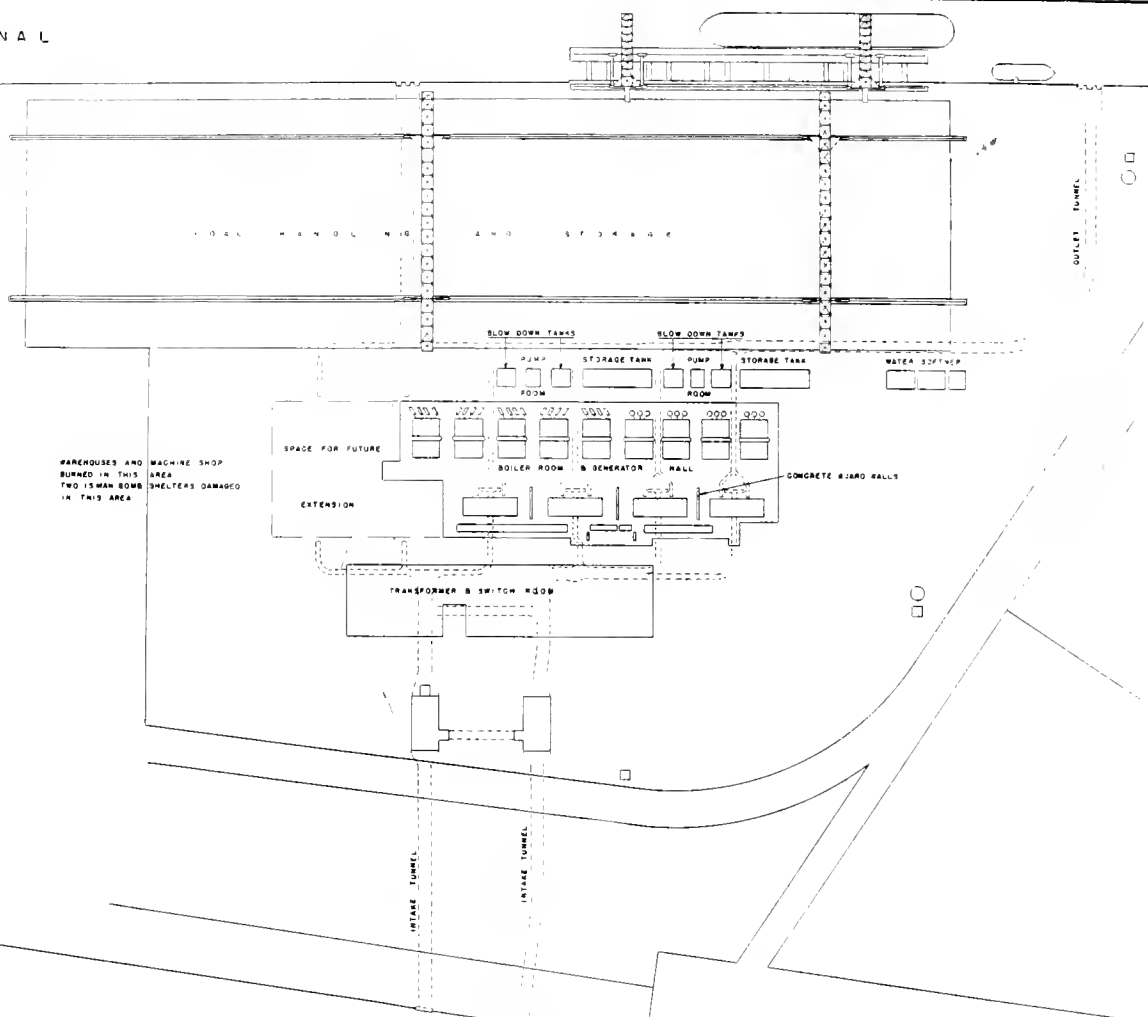 NAL
COAL HANDLING AND STORAGE
OUTLET TUNNEL
BLOW DOWN TANKS
BLOW DOWN TANKS
PUMP
ROOM
STORAGE TANK
PUMP
ROOM
STORAGE TANK
WATER SOFTNER
SPACE FOR FUTURE
EXTENSION
BOILER ROOM & GENERATOR HALL
CONCRETE GUARD WALLS
WAREHOUSES AND MACHINE SHOP
BURNED IN THIS AREA
TWO 15 MAN BOMB SHELTERS DAMAGED
IN THIS AREA
TRANSFORMER & SWITCH ROOM
INTAKE TUNNEL
INTAKE TUNNEL